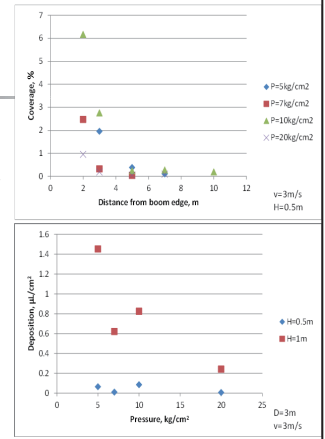 7
6
5
4
3
2
1
0
Coverage, %
0 2 4 6 8 10 12
Distance from boom edge, m
P=5kg/cm2
P=7kg/cm2
P=10kg/cm2
P=20kg/cm2
v=3m/s
H=0.5m
1.6
1.4
1.2
1
0.8
0.6
0.4
0.2
0
Deposition, µL/cm²
0 5 10 15 20 25
Pressure, kg/cm²
H=0.5m
H=1m
D=3m
v=3m/s